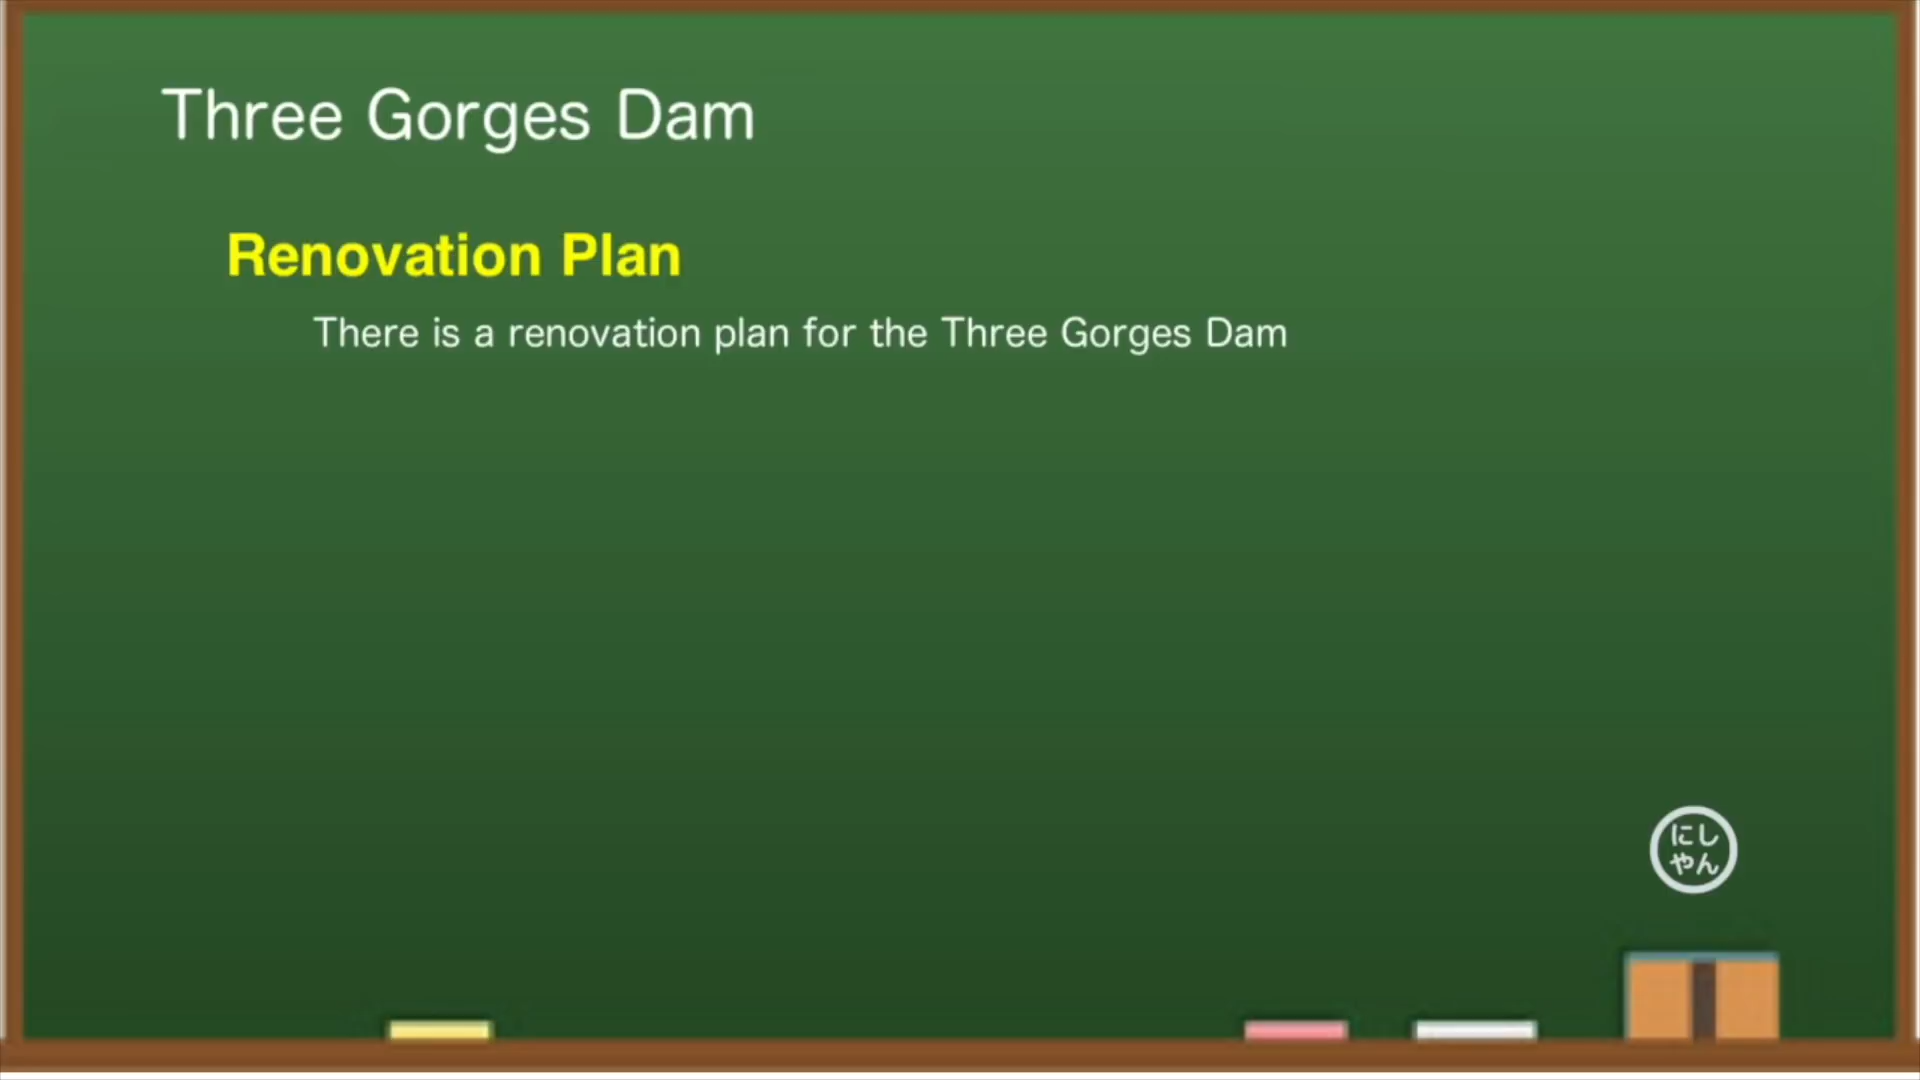 Three Gorges Dam
Renovation Plan
There is a renovation plan for the Three Gorges Dam
にし
やん